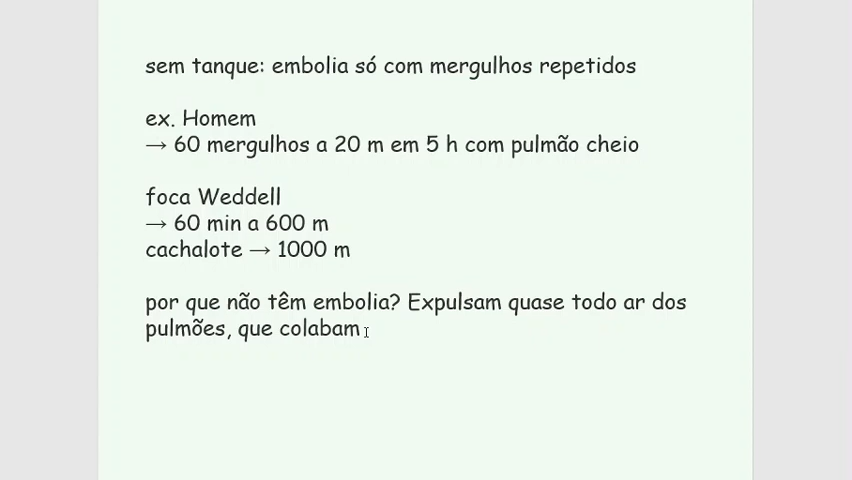 sem tanque: embolia só com mergulhos repetidos
ex. Homem
→ 60 mergulhos a 20 m em 5 h com pulmão cheio
foca Weddell
→ 60 min a 600 m
cachalote → 1000 m
por que não têm embolia? Expulsam quase todo ar dos
pulmões, que colabam